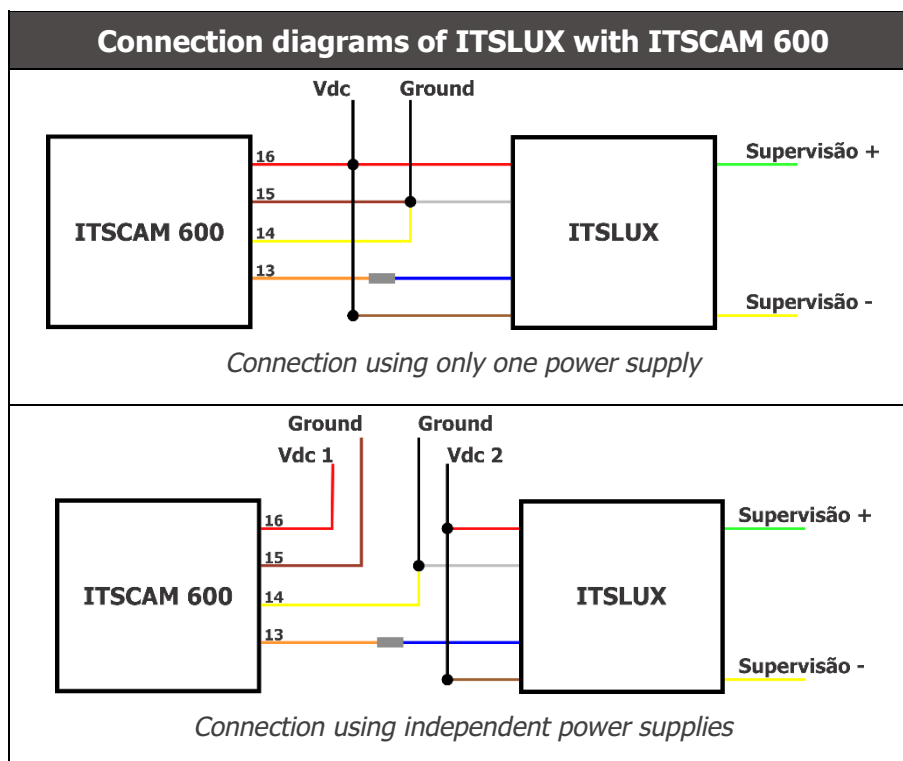 Connection diagrams of ITSLUX with ITSCAM 600
Vdc Ground
16
Supervisão +
15
ITSCAM 600
14
ITSLUX
13
Supervisão -
Connection using only one power supply
Ground Ground
Vdc 1 Vdc 2
16
Supervisão +
15
ITSCAM 600
14
ITSLUX
13
Supervisão -
Connection using independent power supplies